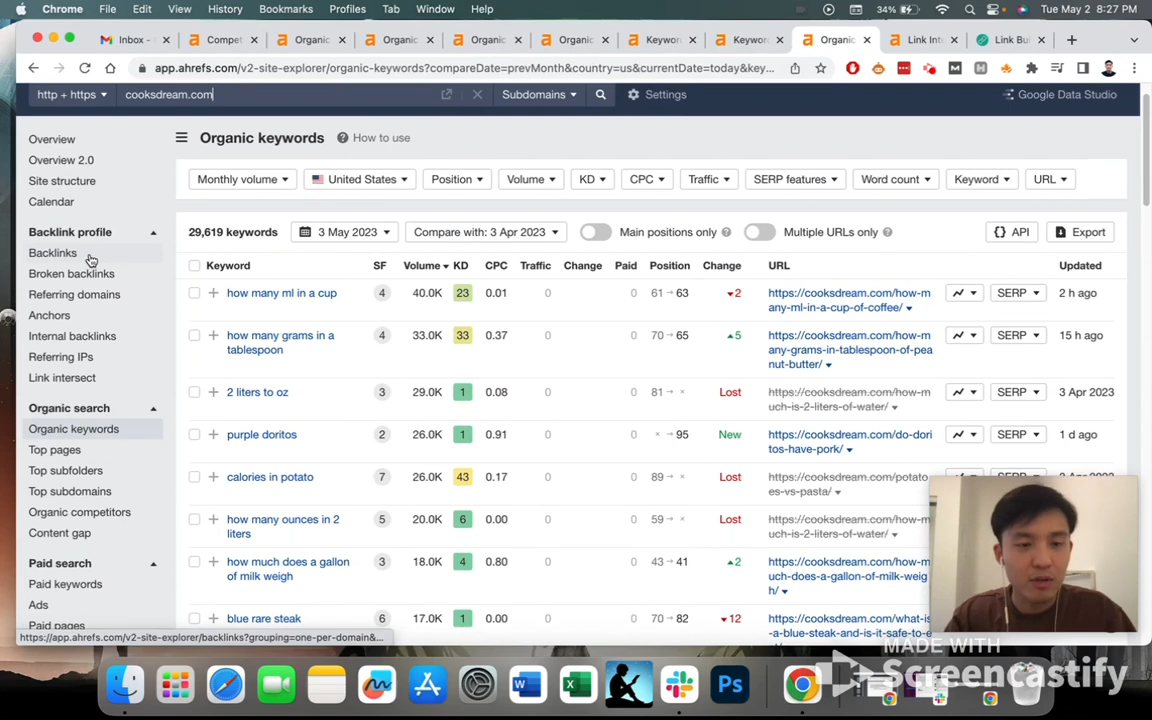 Chrome File Edit View History Bookmarks Profiles Tab Window Help 34% Tue May 2 8:27 PM
Inbox - Compet Organic Organic Organic Organic Keywor Keyword Organic Link Inte Link Bui
app.ahrefs.com/v2-site-explorer/organic-keywords?compareDate=prevMonth&country=us&currentDate=today&key...
http + https cooksdream.com Subdomains Settings Google Data Studio
Overview
Overview 2.0
Site structure
Calendar
Backlink profile
Backlinks
Broken backlinks
Referring domains
Anchors
Internal backlinks
Referring IPs
Link intersect
Organic search
Organic keywords
Top pages
Top subfolders
Top subdomains
Organic competitors
Content gap
Paid search
Paid keywords
Ads
Paid pages
Organic keywords ? How to use
Monthly volume United States Position Volume KD CPC Traffic SERP features Word count Keyword URL
29,619 keywords 3 May 2023 Compare with: 3 Apr 2023 Main positions only ? Multiple URLs only ? {} API Export
Keyword SF Volume KD CPC Traffic Change Paid Position Change URL Updated
how many ml in a cup 4 40.0K 23 0.01 0 0 61 → 63 2 https://cooksdream.com/how-m SERP 2 h ago
any-ml-in-a-cup-of-coffee/
how many grams in a 4 33.0K 33 0.37 0 0 70 → 65 5 https://cooksdream.com/how-m SERP 15 h ago
tablespoon any-grams-in-tablespoon-of-pea
nut-butter/
2 liters to oz 3 29.0K 1 0.08 0 0 81 → × Lost https://cooksdream.com/how-m SERP 3 Apr 2023
uch-is-2-liters-of-water/
purple doritos 2 26.0K 1 0.91 0 0 × → 95 New https://cooksdream.com/do-dori SERP 1 d ago
tos-have-pork/
calories in potato 7 26.0K 43 0.17 0 0 89 → × https://cooksdream.com/potato
es-vs-pasta/
how many ounces in 2 5 20.0K 6 0.00 0 0 59 → × Lost https://cooksdream.com/how-m
liters uch-is-2-liters-of-water/
how much does a gallon 3 18.0K 4 0.80 0 0 43 → 41 2 https://cooksdream.com/how-m
of milk weigh uch-does-a-gallon-of-milk-weig
h/
blue rare steak 6 17.0K 1 0.00 0 0 82 → 12 https://cooksdream.com/what-is
-a-blue-steak-and-is-it-safe-to-e
https://app.ahrefs.com/v2-site-explorer/backlinks?grouping=one-per-domain&...
MADE WITH
Screencastify
W X Ps